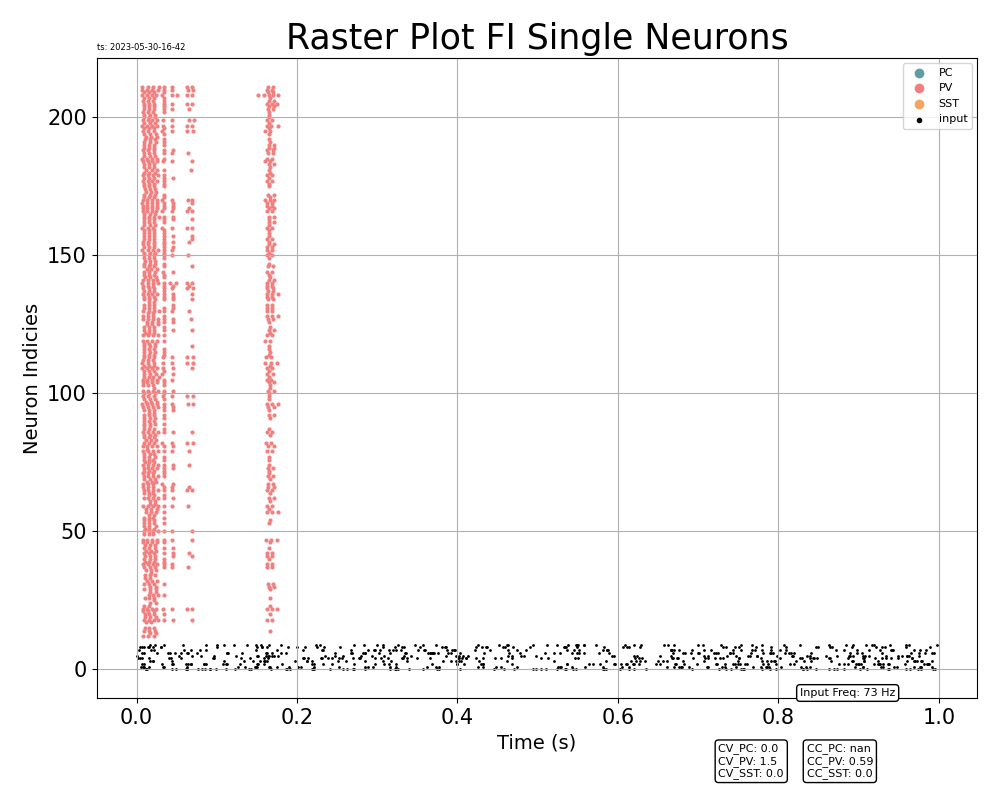 Raster Plot FI Single Neurons
ts: 2023-05-30-16-42
PC
PV
SST
input
200
150
100
50
0
Neuron Indicies
0.0 0.2 0.4 0.6 0.8 1.0
Time (s)
Input Freq: 73 Hz
CV_PC: 0.0
CV_PV: 1.5
CV_SST: 0.0
CC_PC: nan
CC_PV: 0.59
CC_SST: 0.0